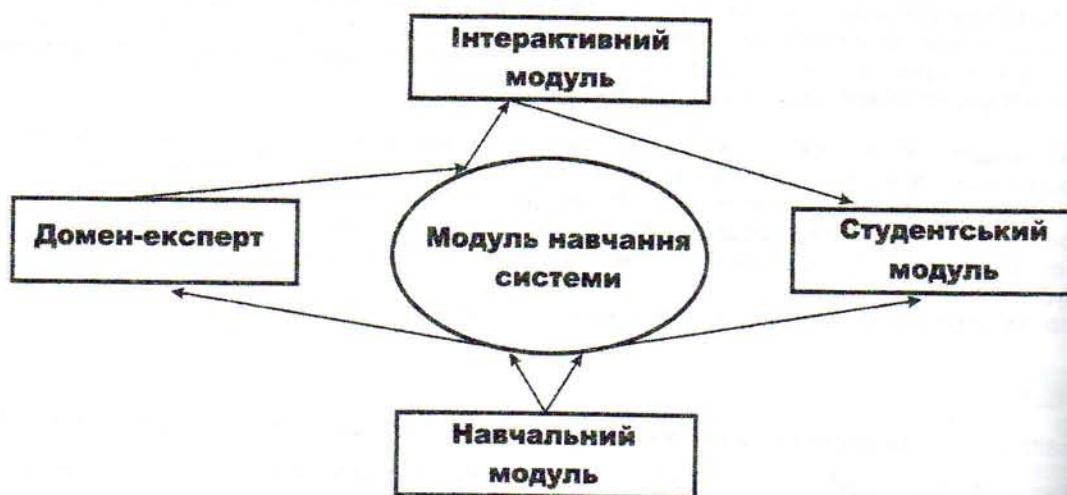 Інтерактивний
модуль
Домен-експерт
Модуль навчання
системи
Студентський
модуль
Навчальний
модуль